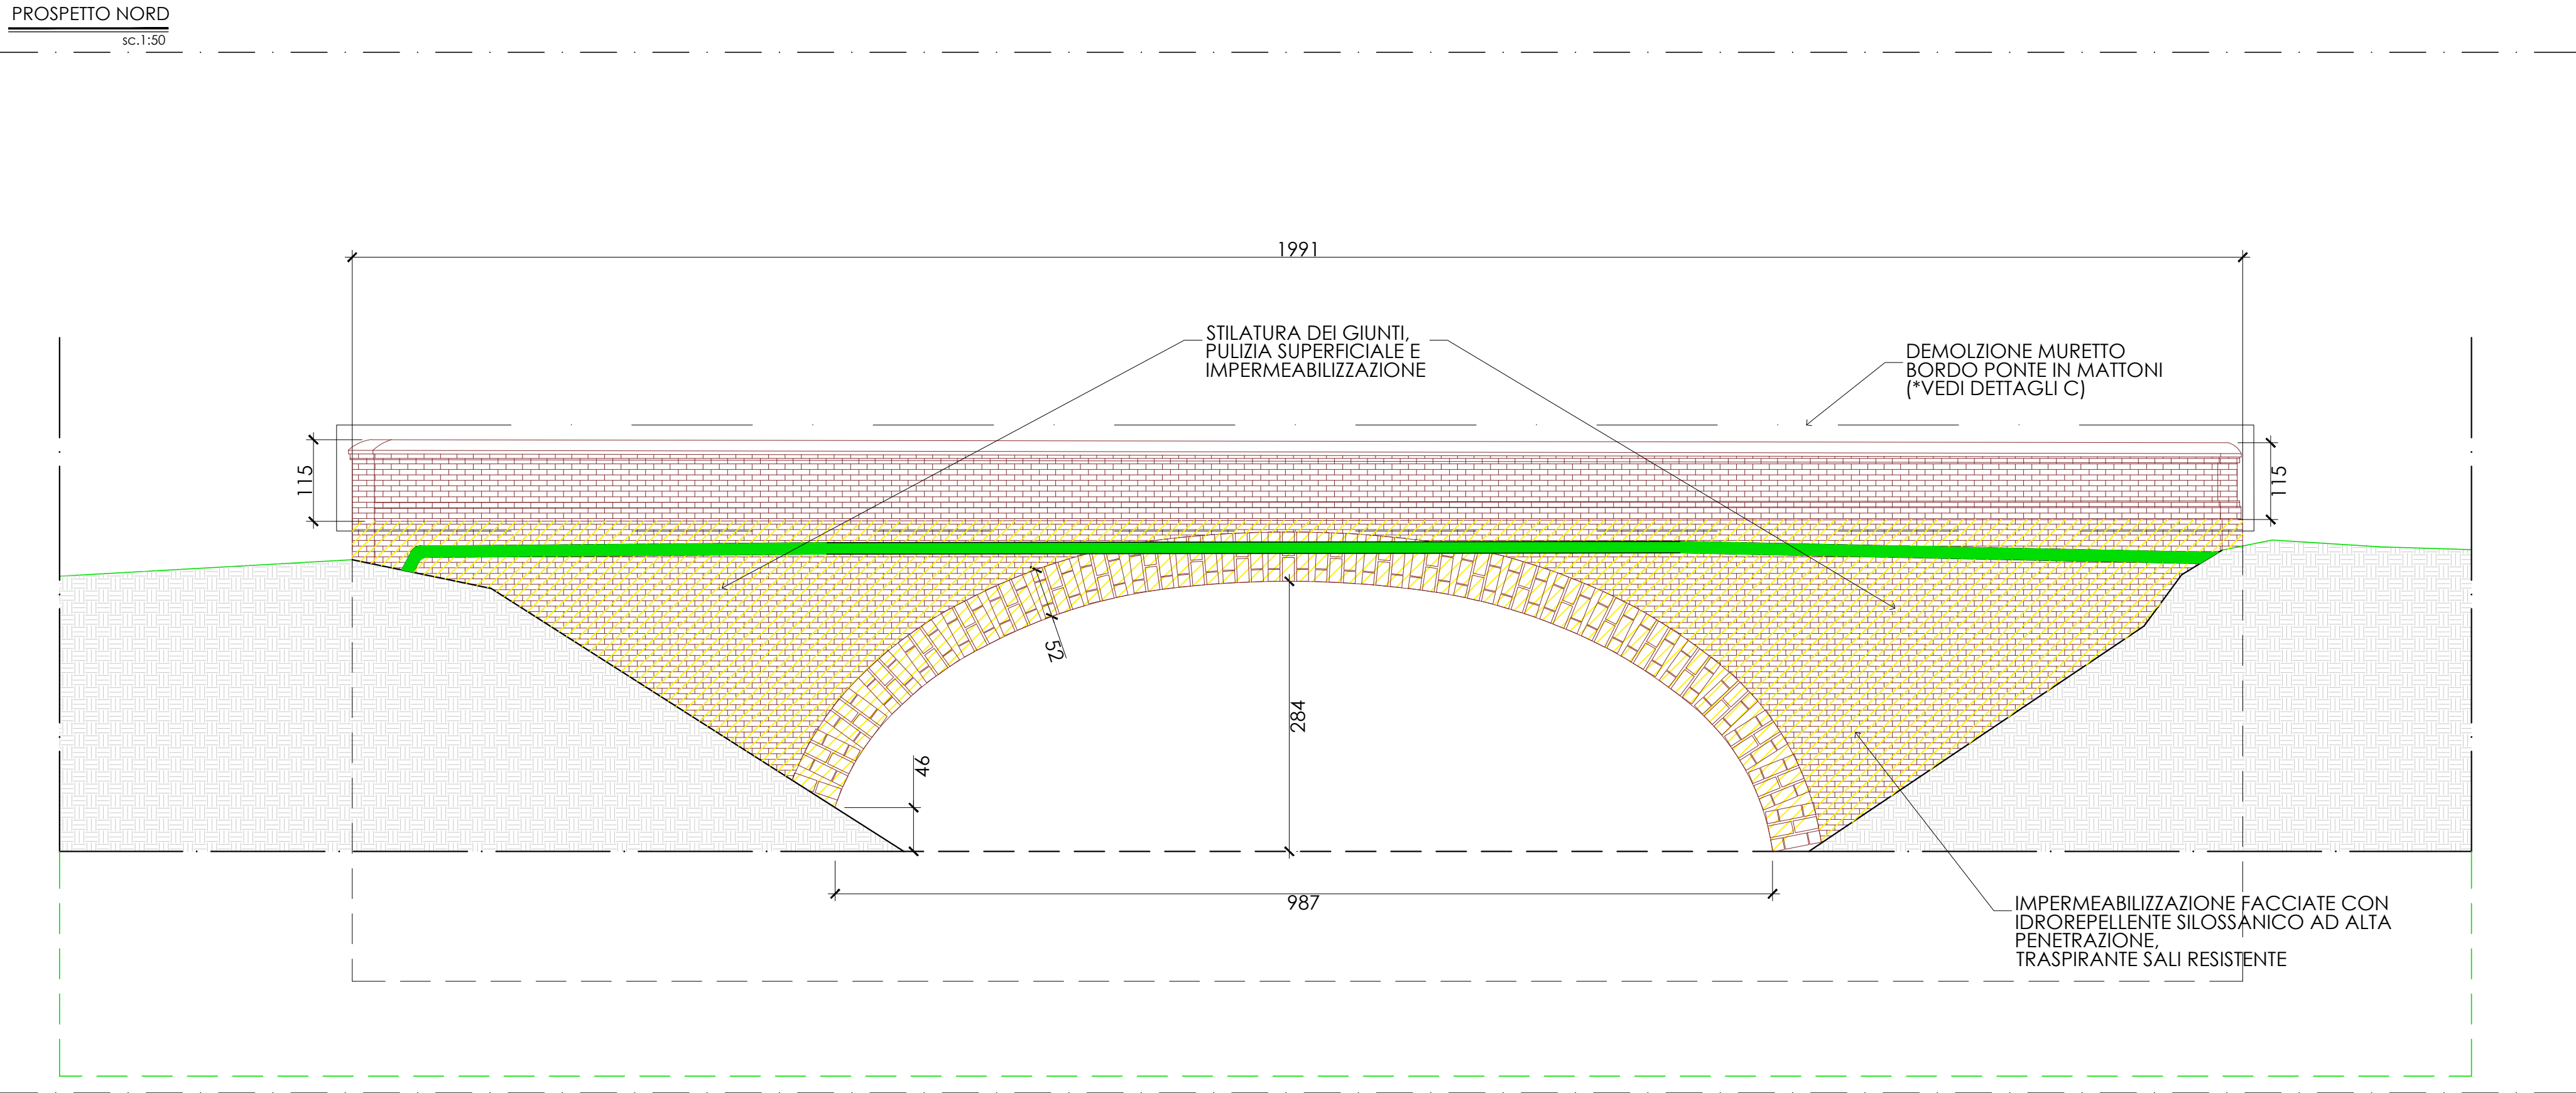 PROSPETTO NORD
sc.1:50
1991
STILATURA DEI GIUNTI,
PULIZIA SUPERFICIALE E
IMPERMEABILIZZAZIONE
DEMOLZIONE MURETTO
BORDO PONTE IN MATTONI
(*VEDI DETTAGLI C)
115
115
52
284
46
987
IMPERMEABILIZZAZIONE FACCIATE CON
IDROREPELLENTE SILOSSANICO AD ALTA
PENETRAZIONE,
TRASPIRANTE SALI RESISTENTE